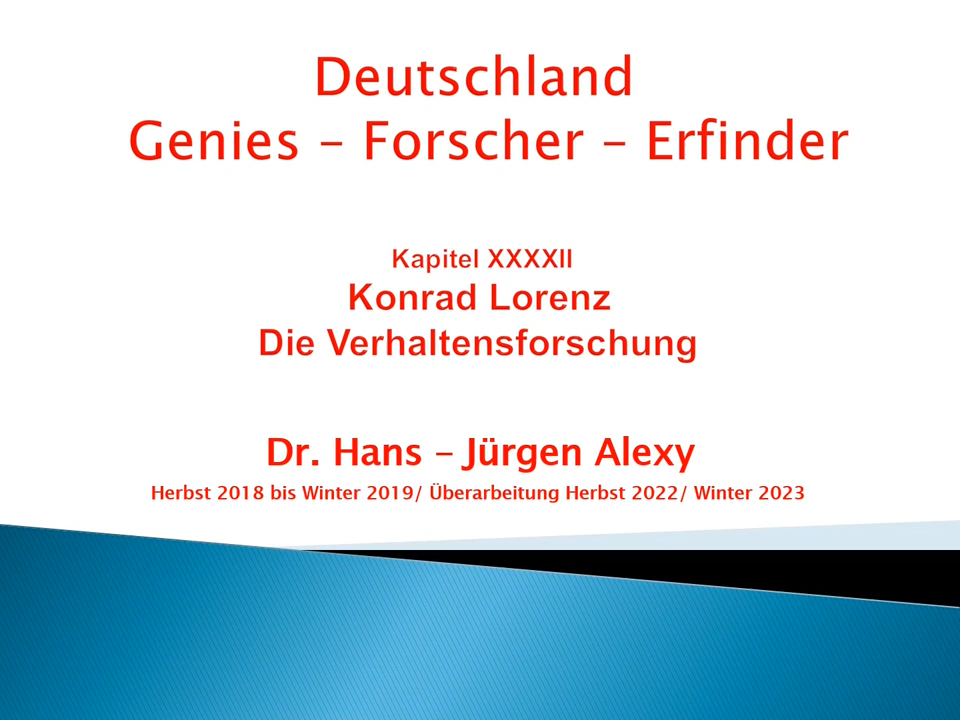 Deutschland
Genies – Forscher – Erfinder
Kapitel XXXXII
Konrad Lorenz
Die Verhaltensforschung
Dr. Hans – Jürgen Alexy
Herbst 2018 bis Winter 2019/ Überarbeitung Herbst 2022/ Winter 2023